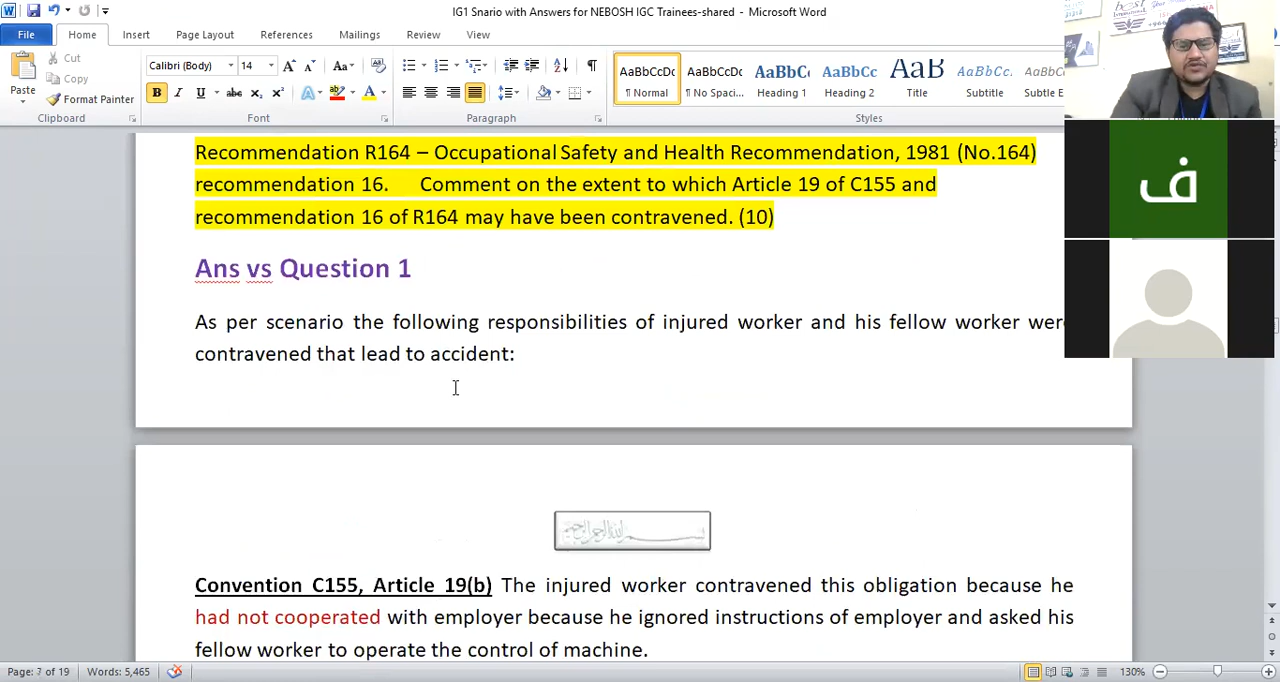 IG1 Snario with Answers for NEBOSH IGC Trainees-shared - Microsoft Word
File Home Insert Page Layout References Mailings Review View
Cut
Copy
Format Painter
Paste
Clipboard
Calibri (Body) 14
Font
Paragraph
AaBbCcDc AaBbCcDc AaBbCc AaBbCc AaB AaBbCc. AaBbCcDc
¶ Normal ¶ No Spaci... Heading 1 Heading 2 Title Subtitle Subtle E
Styles
Recommendation R164 – Occupational Safety and Health Recommendation, 1981 (No.164)
recommendation 16. Comment on the extent to which Article 19 of C155 and
recommendation 16 of R164 may have been contravened. (10)
Ans vs Question 1
As per scenario the following responsibilities of injured worker and his fellow worker were
contravened that lead to accident:
بسم الله الرحمن الرحيم
Convention C155, Article 19(b) The injured worker contravened this obligation because he
had not cooperated with employer because he ignored instructions of employer and asked his
fellow worker to operate the control of machine.
ف
Page: 7 of 19 Words: 5,465 130%